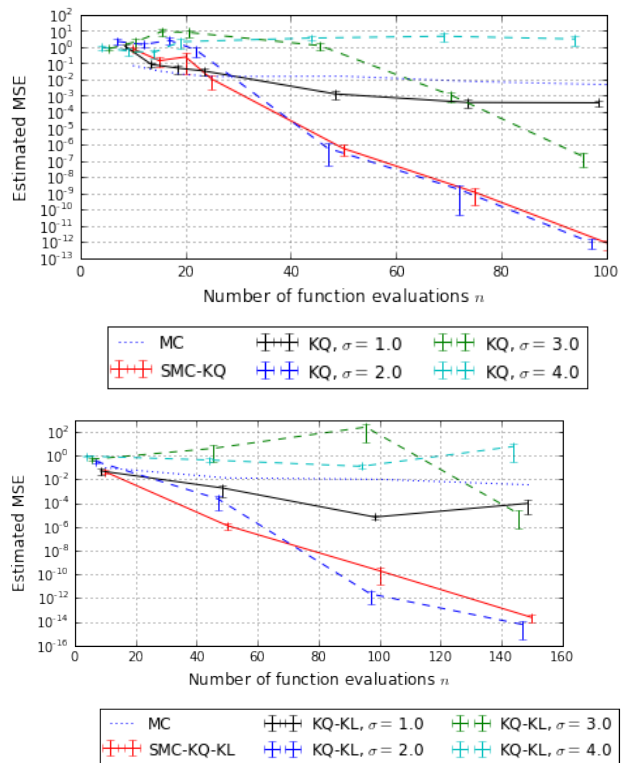 10^2
10^1
10^0
10^-1
10^-2
10^-3
10^-4
10^-5
10^-6
10^-7
10^-8
10^-9
10^-10
10^-11
10^-12
10^-13
Estimated MSE
0 20 40 60 80 100
Number of function evaluations n
MC KQ, σ = 1.0 KQ, σ = 3.0
SMC-KQ KQ, σ = 2.0 KQ, σ = 4.0
10^2
10^0
10^-2
10^-4
10^-6
10^-8
10^-10
10^-12
10^-14
10^-16
Estimated MSE
0 20 40 60 80 100 120 140 160
Number of function evaluations n
MC KQ-KL, σ = 1.0 KQ-KL, σ = 3.0
SMC-KQ-KL KQ-KL, σ = 2.0 KQ-KL, σ = 4.0